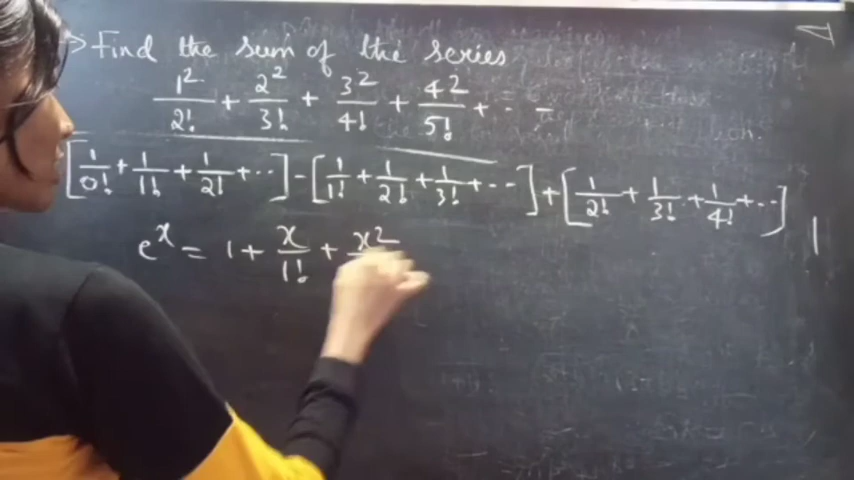 → Find the sum of the series
1²/2! + 2²/3! + 3²/4! + 4²/5! + - - -
[1/0! + 1/1! + 1/2! + ··] - [1/1! + 1/2! + 1/3! + ···] + [1/2! + 1/3! + 1/4! + ··]
eˣ = 1 + x/1! + x²